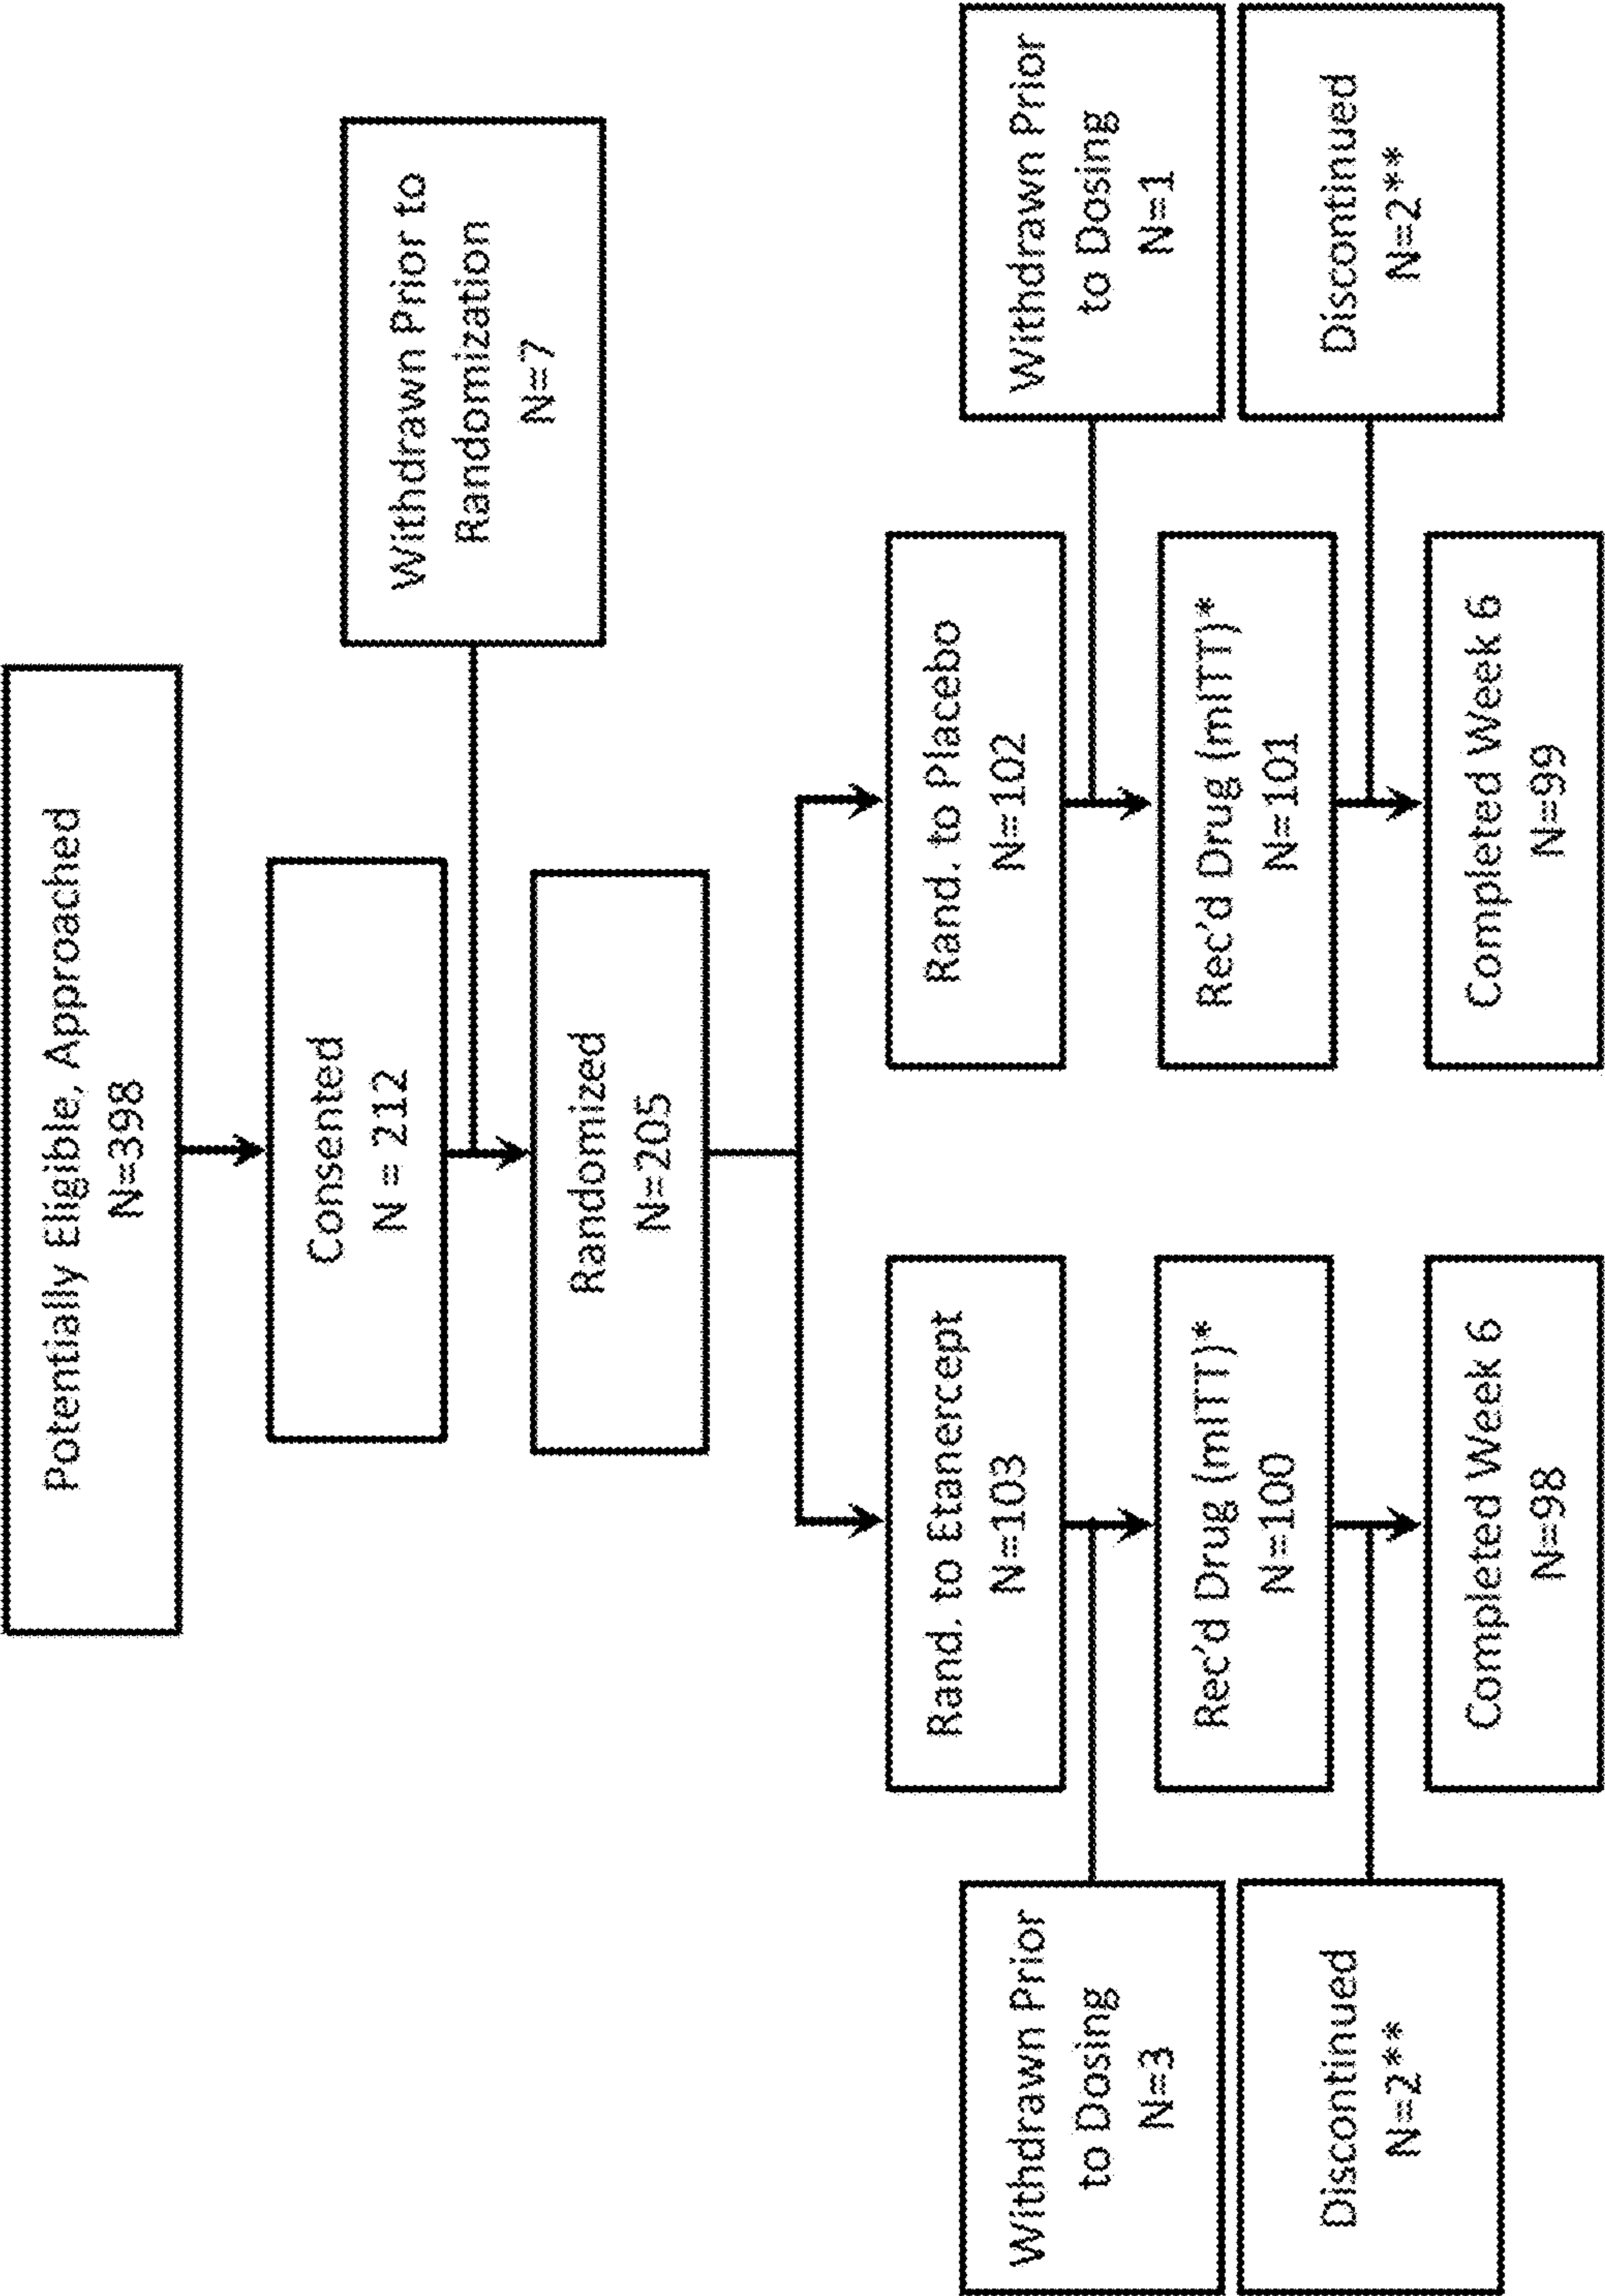 Potentially Eligible, Approached
N=398
Consented
N = 212
Withdrawn Prior to
Randomization
N=7
Randomized
N=205
Rand. to Etanercept
N=103
Rand. to Placebo
N=102
Withdrawn Prior
to Dosing
N=3
Withdrawn Prior
to Dosing
N=1
Rec'd Drug (mITT)*
N=100
Rec'd Drug (mITT)*
N=101
Discontinued
N=2**
Discontinued
N=2**
Completed Week 6
N=98
Completed Week 6
N=99